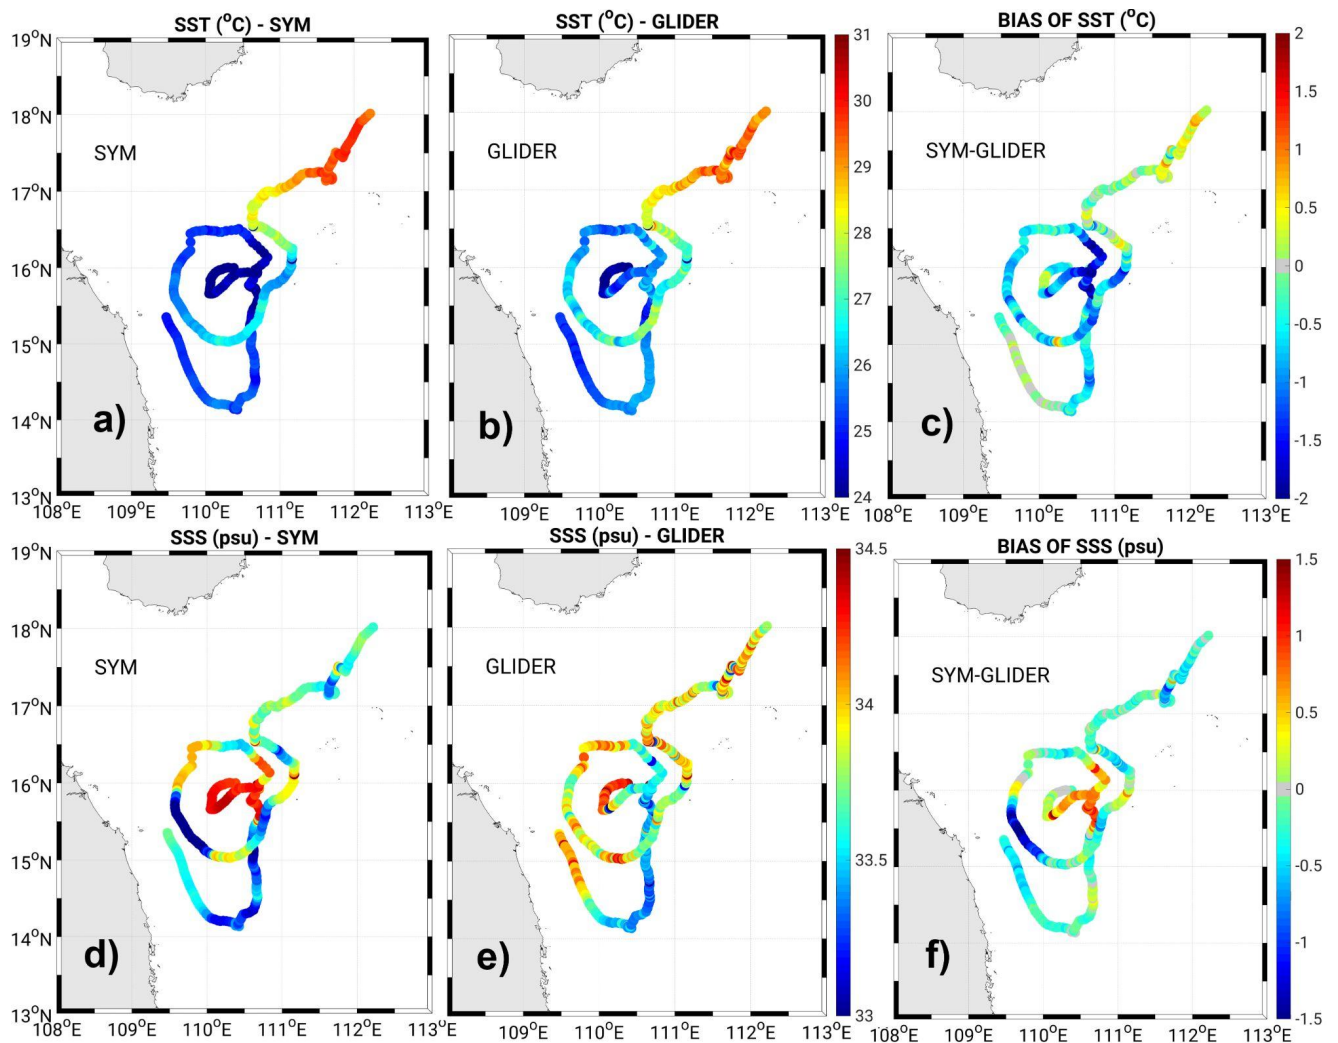 SST (°C) - SYM
SST (°C) - GLIDER
BIAS OF SST (°C)
19°N
18°N
17°N
16°N
15°N
14°N
13°N
SYM
a)
108°E 109°E 110°E 111°E 112°E 113°E
GLIDER
b)
109°E 110°E 111°E 112°E 113°E
31
30
29
28
27
26
25
24
SYM-GLIDER
c)
108°E 109°E 110°E 111°E 112°E 113°E
2
1.5
1
0.5
0
-0.5
-1
-1.5
-2
SSS (psu) - SYM
SSS (psu) - GLIDER
BIAS OF SSS (psu)
19°N
18°N
17°N
16°N
15°N
14°N
13°N
SYM
d)
108°E 109°E 110°E 111°E 112°E 113°
GLIDER
e)
109°E 110°E 111°E 112°E 113°E
34.5
34
33.5
33
SYM-GLIDER
f)
108°E 109°E 110°E 111°E 112°E 113°E
1.5
1
0.5
0
-0.5
-1
-1.5